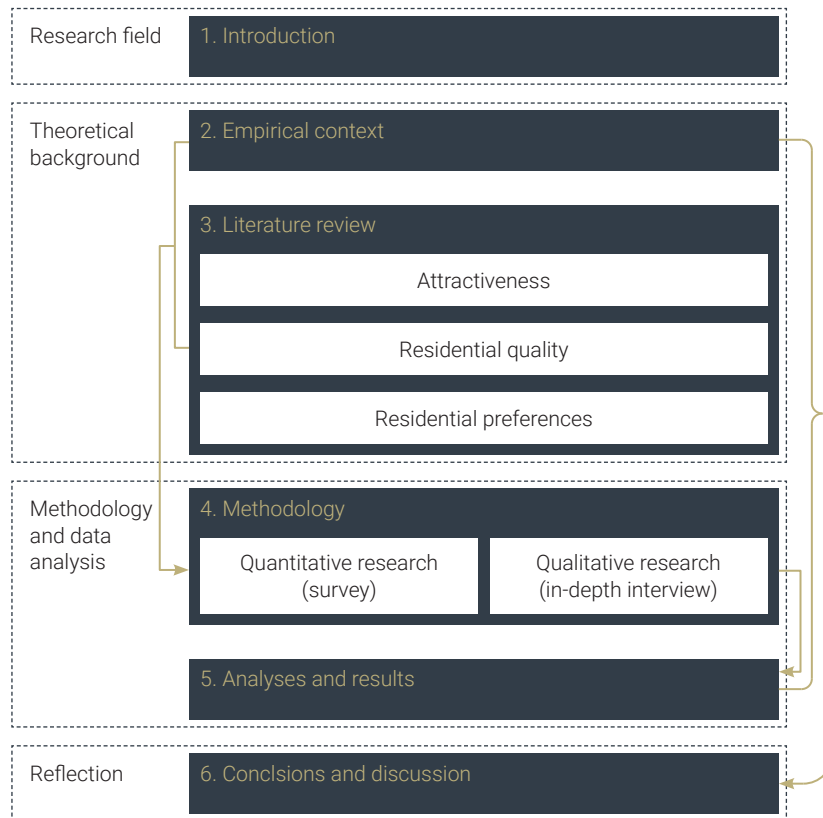 Research field
1. Introduction
Theoretical
background
2. Empirical context
3. Literature review
Attractiveness
Residential quality
Residential preferences
Methodology
and data
analysis
4. Methodology
Quantitative research
(survey)
Qualitative research
(in-depth interview)
5. Analyses and results
Reflection
6. Conclsions and discussion